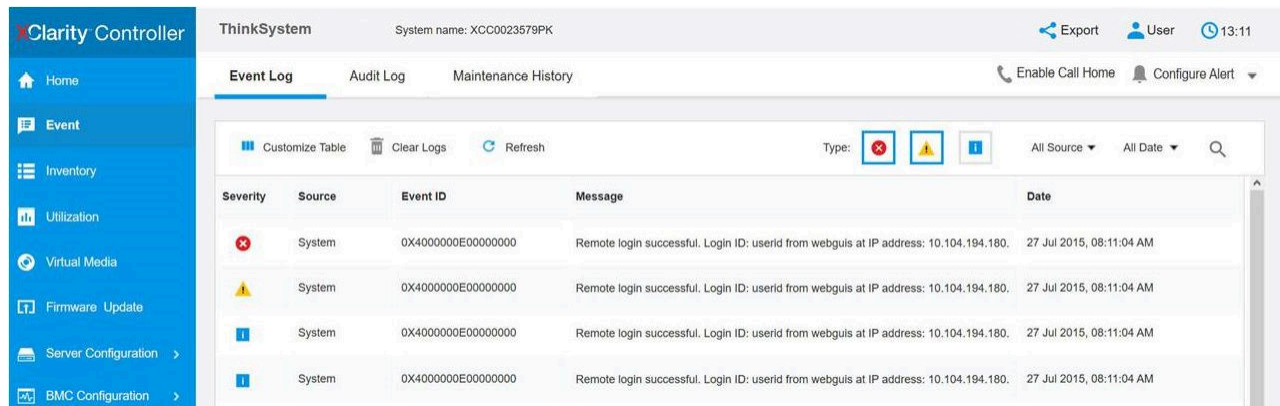 XClarity Controller
ThinkSystem System name: XCC0023579PK Export User 13:11
Home
Event Log Audit Log Maintenance History Enable Call Home Configure Alert
Event
Customize Table Clear Logs Refresh Type: All Source All Date
Inventory
Severity Source Event ID Message Date
Utilization
System 0X4000000E00000000 Remote login successful. Login ID: userid from webguis at IP address: 10.104.194.180. 27 Jul 2015, 08:11:04 AM
Virtual Media
System 0X4000000E00000000 Remote login successful. Login ID: userid from webguis at IP address: 10.104.194.180. 27 Jul 2015, 08:11:04 AM
Firmware Update
System 0X4000000E00000000 Remote login successful. Login ID: userid from webguis at IP address: 10.104.194.180. 27 Jul 2015, 08:11:04 AM
Server Configuration
System 0X4000000E00000000 Remote login successful. Login ID: userid from webguis at IP address: 10.104.194.180. 27 Jul 2015, 08:11:04 AM
BMC Configuration